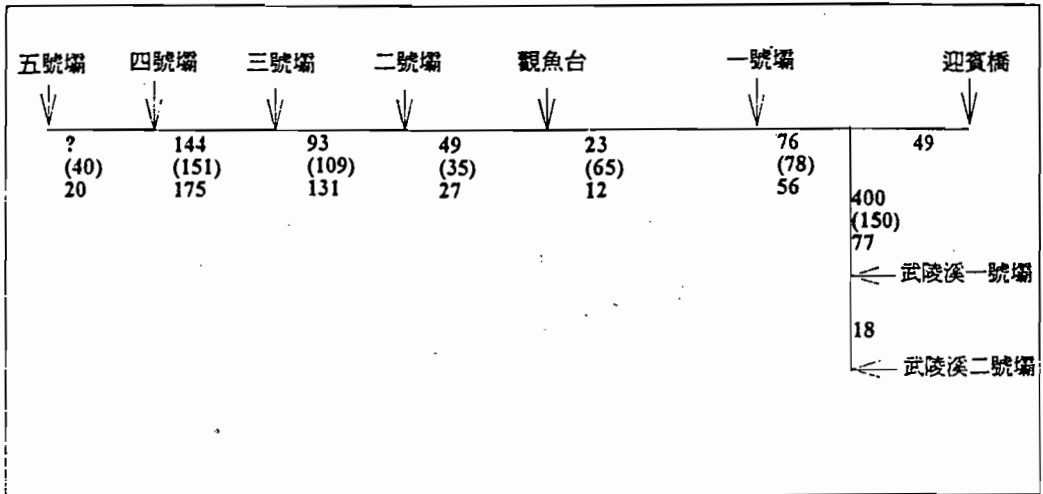 五號壩 四號壩 三號壩 二號壩 觀魚台 一號壩 迎賓橋
? 144 93 49 23 76 49
(40) (151) (109) (35) (65) (78)
20 175 131 27 12 56
400
(150)
77
武陵溪一號壩
18
武陵溪二號壩